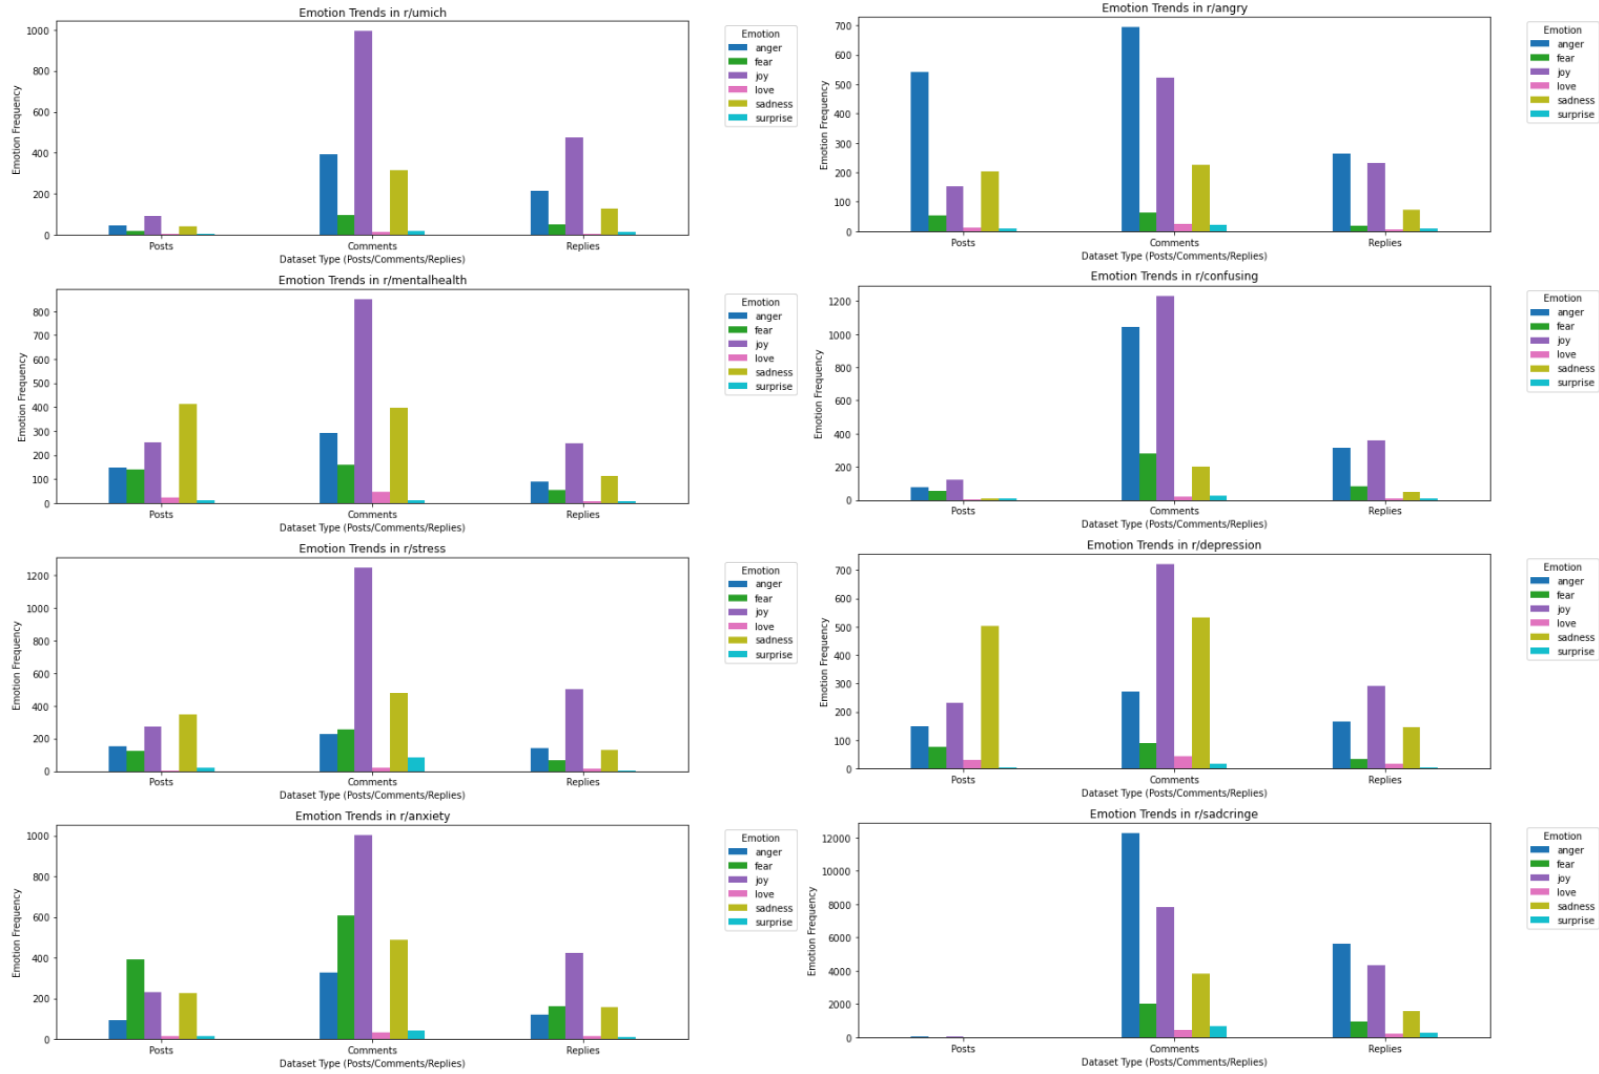 Emotion Trends in r/umich
Emotion Frequency
1000
800
600
400
200
0
Posts
Comments
Replies
Dataset Type (Posts/Comments/Replies)
Emotion
anger
fear
joy
love
sadness
surprise
Emotion Trends in r/angry
Emotion Frequency
700
600
500
400
300
200
100
0
Posts
Comments
Replies
Dataset Type (Posts/Comments/Replies)
Emotion
anger
fear
joy
love
sadness
surprise
Emotion Trends in r/mentalhealth
Emotion Frequency
800
700
600
500
400
300
200
100
0
Posts
Comments
Replies
Dataset Type (Posts/Comments/Replies)
Emotion
anger
fear
joy
love
sadness
surprise
Emotion Trends in r/confusing
Emotion Frequency
1200
1000
800
600
400
200
0
Posts
Comments
Replies
Dataset Type (Posts/Comments/Replies)
Emotion
anger
fear
joy
love
sadness
surprise
Emotion Trends in r/stress
Emotion Frequency
1200
1000
800
600
400
200
0
Posts
Comments
Replies
Dataset Type (Posts/Comments/Replies)
Emotion
anger
fear
joy
love
sadness
surprise
Emotion Trends in r/depression
Emotion Frequency
700
600
500
400
300
200
100
0
Posts
Comments
Replies
Dataset Type (Posts/Comments/Replies)
Emotion
anger
fear
joy
love
sadness
surprise
Emotion Trends in r/anxiety
Emotion Frequency
1000
800
600
400
200
0
Posts
Comments
Replies
Dataset Type (Posts/Comments/Replies)
Emotion
anger
fear
joy
love
sadness
surprise
Emotion Trends in r/sadcringe
Emotion Frequency
12000
10000
8000
6000
4000
2000
0
Posts
Comments
Replies
Dataset Type (Posts/Comments/Replies)
Emotion
anger
fear
joy
love
sadness
surprise